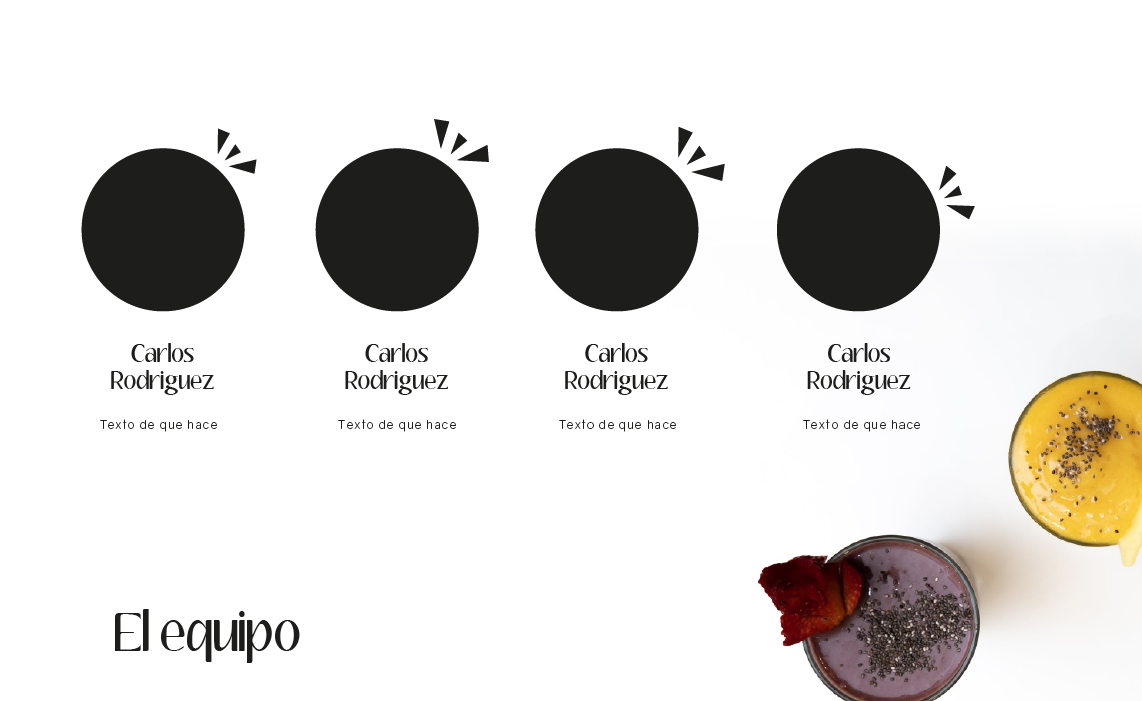 Carlos
Rodriguez
Texto de que hace
Carlos
Rodriguez
Texto de que hace
Carlos
Rodriguez
Texto de que hace
Carlos
Rodriguez
Texto de que hace
El equipo